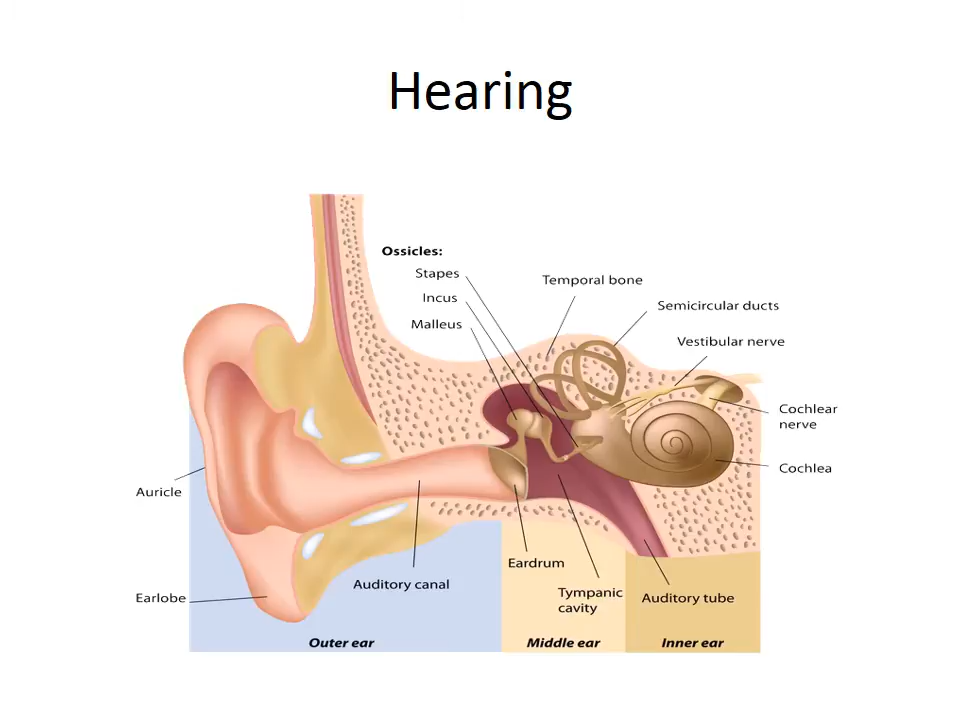 Hearing
Ossicles:
Stapes
Incus
Malleus
Temporal bone
Semicircular ducts
Vestibular nerve
Cochlear
nerve
Cochlea
Auricle
Earlobe
Auditory canal
Eardrum
Tympanic
cavity
Auditory tube
Outer ear
Middle ear
Inner ear